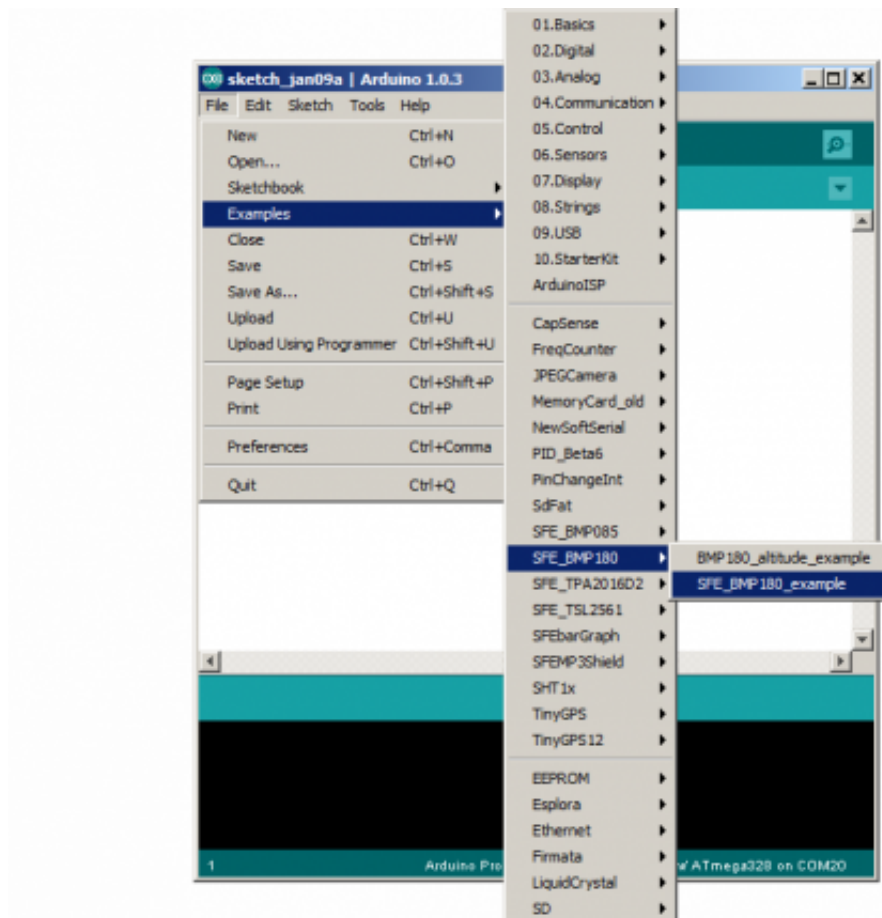 sketch_jan09a | Arduino 1.0.3
File Edit Sketch Tools Help
New Ctrl+N
Open... Ctrl+O
Sketchbook
Examples
Close Ctrl+W
Save Ctrl+S
Save As... Ctrl+Shift+S
Upload Ctrl+U
Upload Using Programmer Ctrl+Shift+U
Page Setup Ctrl+Shift+P
Print Ctrl+P
Preferences Ctrl+Comma
Quit Ctrl+Q
01.Basics
02.Digital
03.Analog
04.Communication
05.Control
06.Sensors
07.Display
08.Strings
09.USB
10.StarterKit
ArduinoISP
CapSense
FreqCounter
JPEGCamera
MemoryCard_old
NewSoftSerial
PID_Beta6
PinChangeInt
SdFat
SFE_BMP085
SFE_BMP180
SFE_TPA2016D2
SFE_TSL2561
SFEbarGraph
SFEMP3Shield
SHT1x
TinyGPS
TinyGPS12
EEPROM
Esplora
Ethernet
Firmata
LiquidCrystal
SD
BMP180_altitude_example
SFE_BMP180_example
1 Arduino Pro ATmega328 on COM20